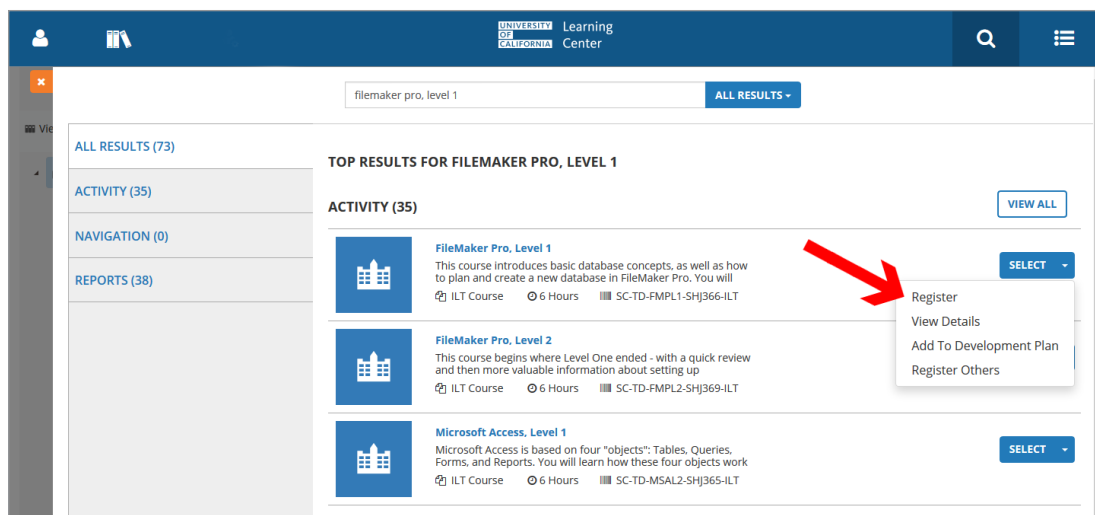 UNIVERSITY
OF
CALIFORNIA
Learning
Center
Vie
filemaker pro, level 1
ALL RESULTS
ALL RESULTS (73)
ACTIVITY (35)
NAVIGATION (0)
REPORTS (38)
TOP RESULTS FOR FILEMAKER PRO, LEVEL 1
ACTIVITY (35)
VIEW ALL
FileMaker Pro, Level 1
This course introduces basic database concepts, as well as how
to plan and create a new database in FileMaker Pro. You will
ILT Course 6 Hours SC-TD-FMPL1-SHJ366-ILT
SELECT
Register
View Details
Add To Development Plan
Register Others
FileMaker Pro, Level 2
This course begins where Level One ended - with a quick review
and then more valuable information about setting up
ILT Course 6 Hours SC-TD-FMPL2-SHJ369-ILT
Microsoft Access, Level 1
Microsoft Access is based on four "objects": Tables, Queries,
Forms, and Reports. You will learn how these four objects work
ILT Course 6 Hours SC-TD-MSAL2-SHJ365-ILT
SELECT